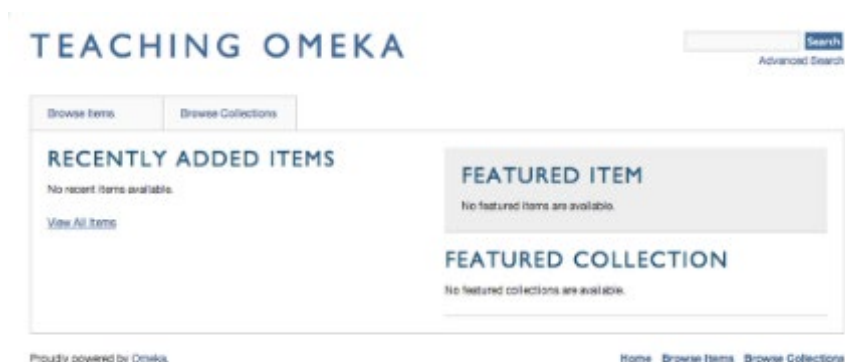 TEACHING OMEKA
Search
Advanced Search
Browse Items
Browse Collections
RECENTLY ADDED ITEMS
No recent items available.
View All Items
FEATURED ITEM
No featured items are available.
FEATURED COLLECTION
No featured collections are available.
Proudly powered by Omeka.
Home Browse Items Browse Collections